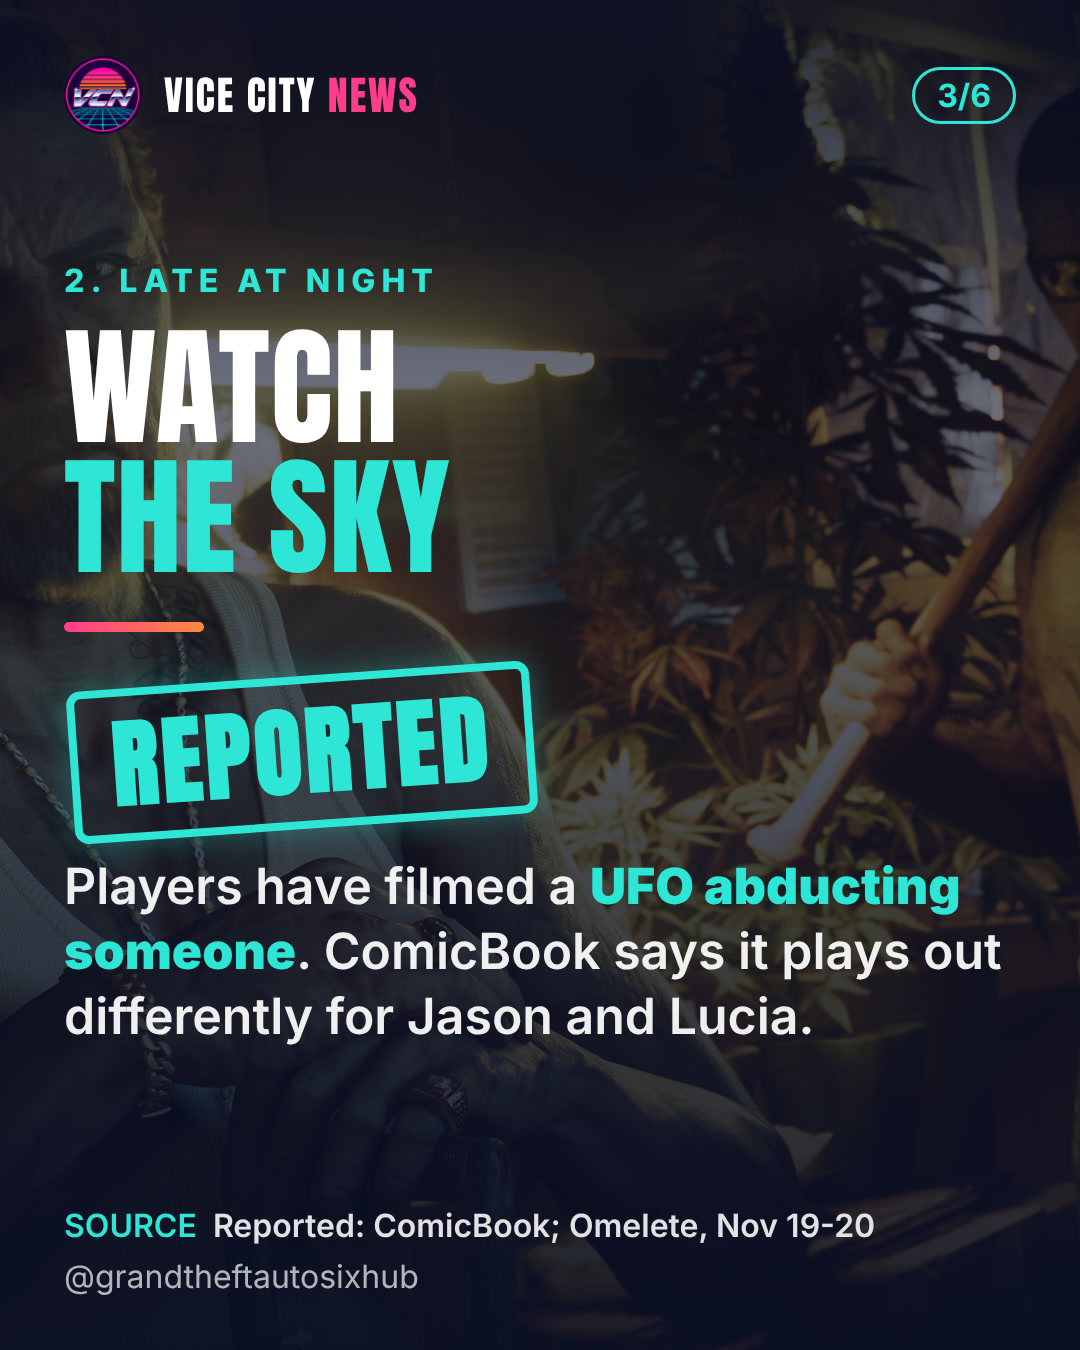 VCN
VICE CITY NEWS
3/6
2. LATE AT NIGHT
WATCH
THE SKY
REPORTED
Players have filmed a UFO abducting
someone. ComicBook says it plays out
differently for Jason and Lucia.
SOURCE Reported: ComicBook; Omelete, Nov 19-20
@grandtheftautosixhub